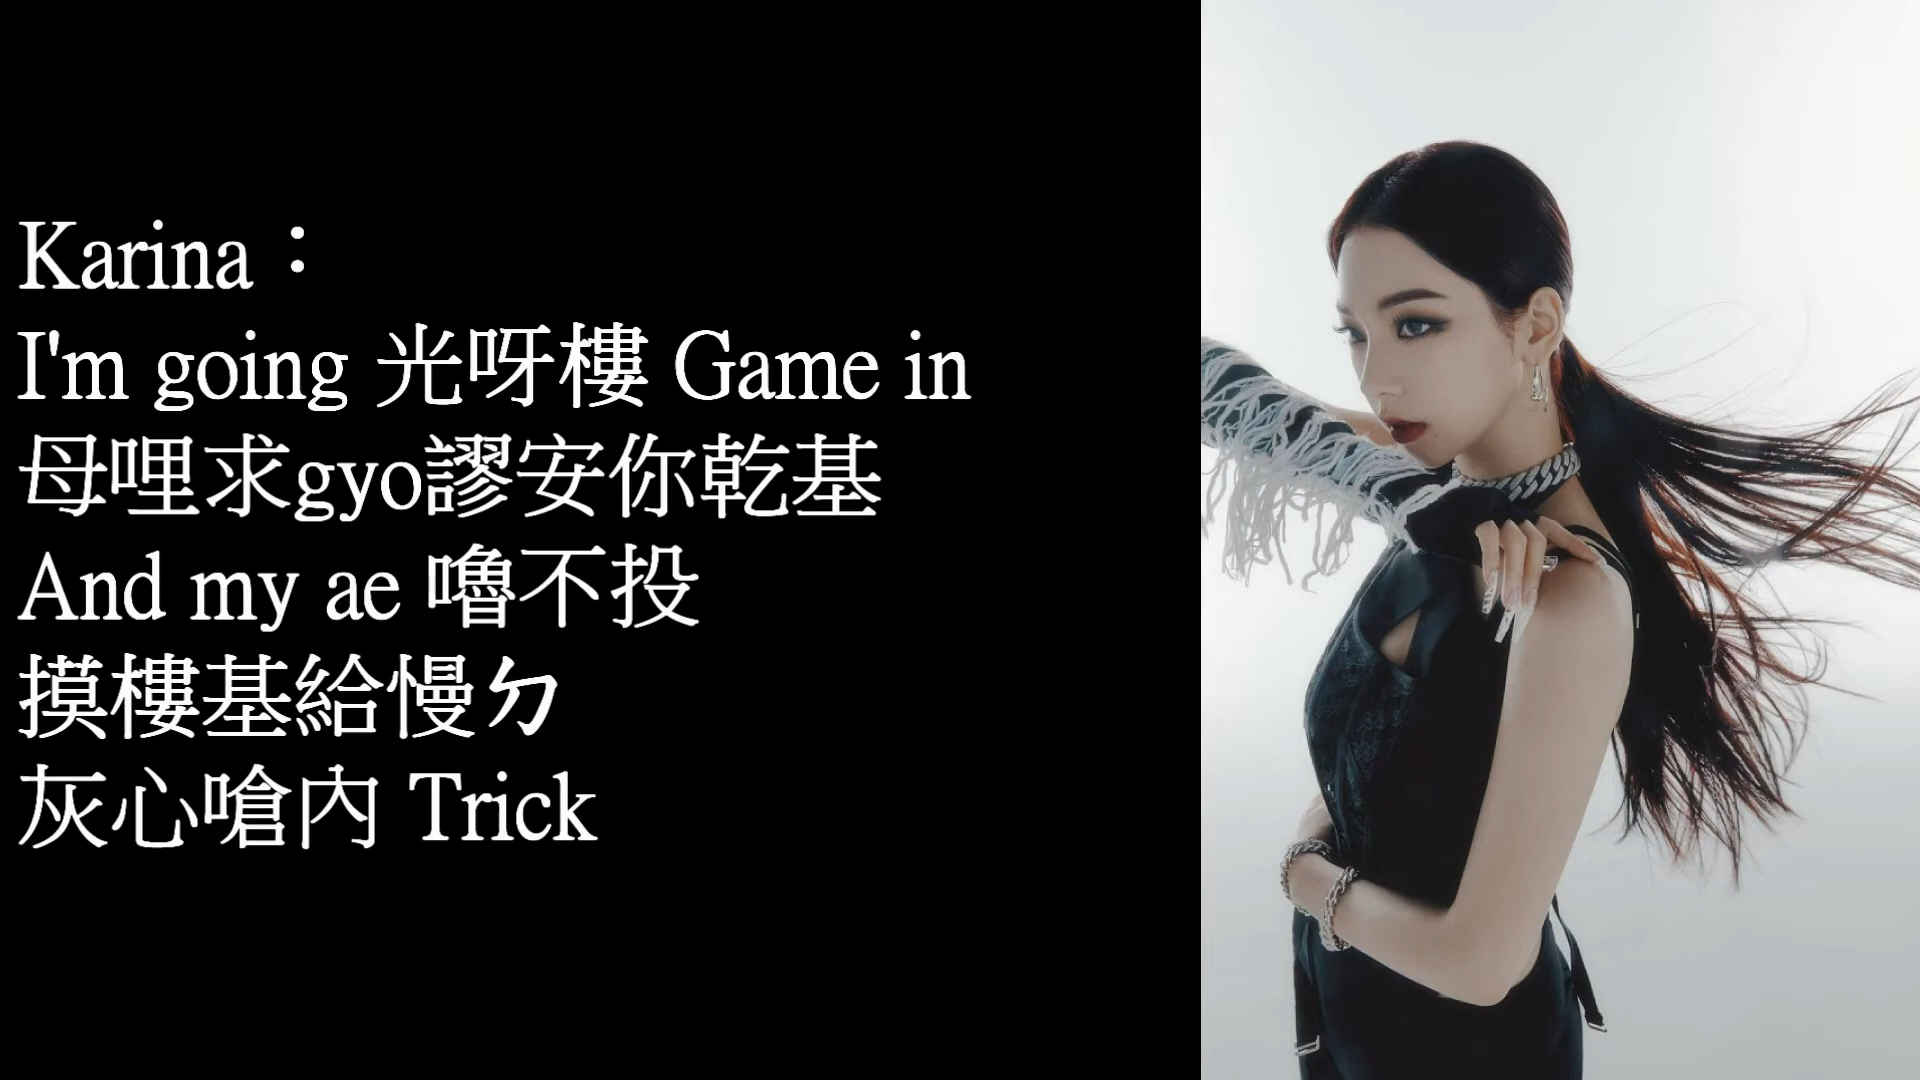 Karina：
I'm going 光呀樓 Game in
母哩求gyo謬安你乾基
And my ae 嚕不投
摸樓基給慢ㄉ
灰心嗆內 Trick